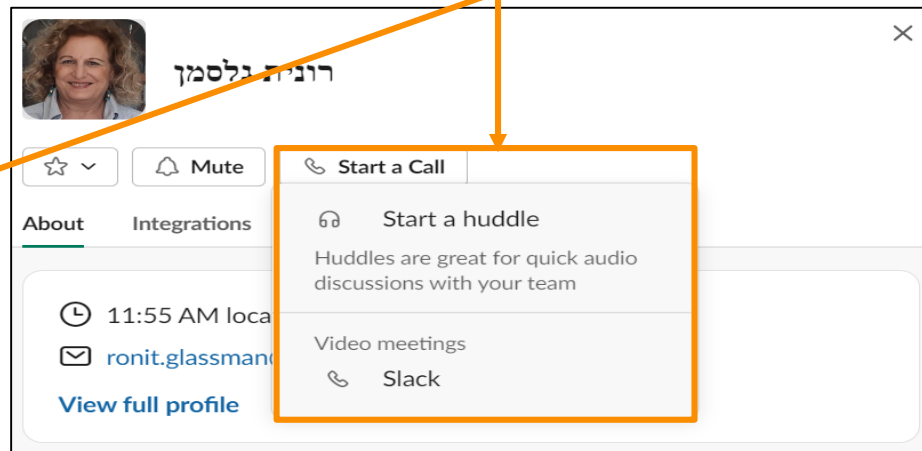 רונית גלסמן
Mute
Start a Call
About
Integrations
Start a huddle
Huddles are great for quick audio
discussions with your team
11:55 AM loca
Video meetings
ronit.glassman
Slack
View full profile